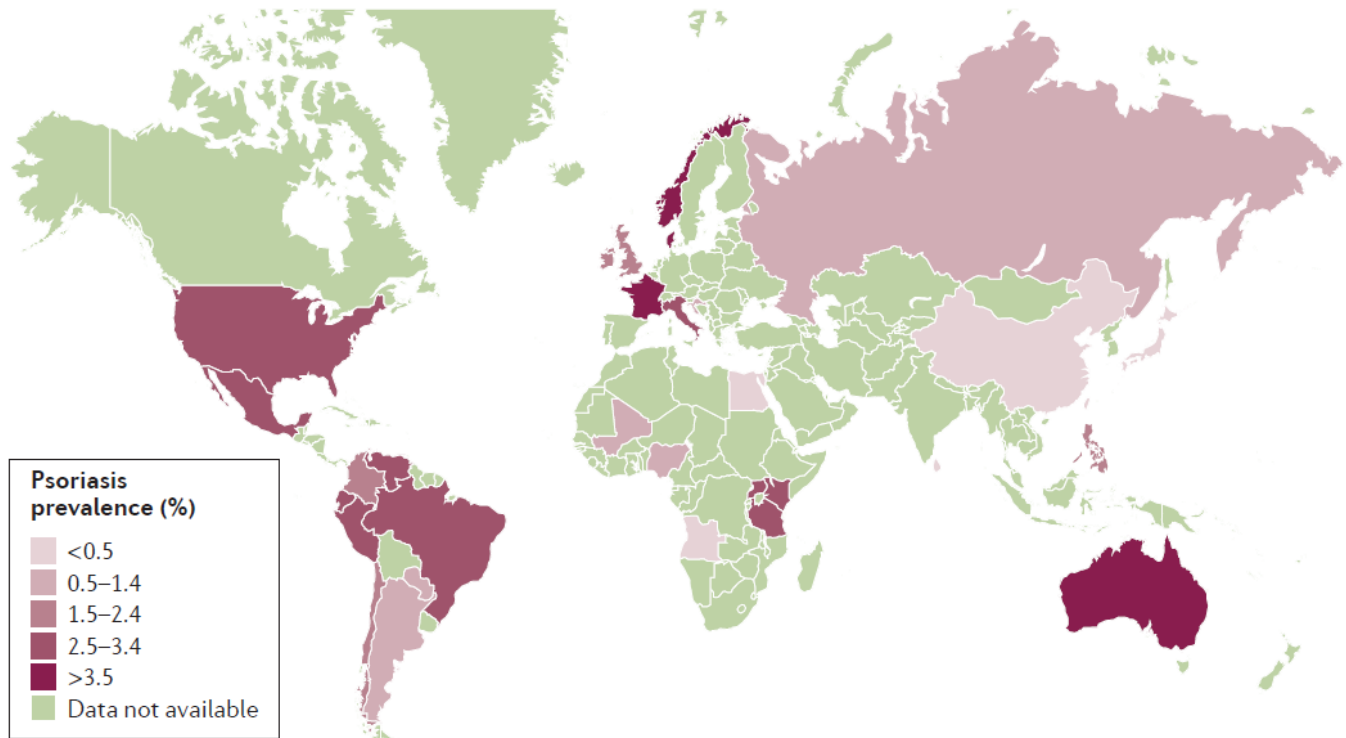 Psoriasis
prevalence (%)
<0.5
0.5–1.4
1.5–2.4
2.5–3.4
>3.5
Data not available